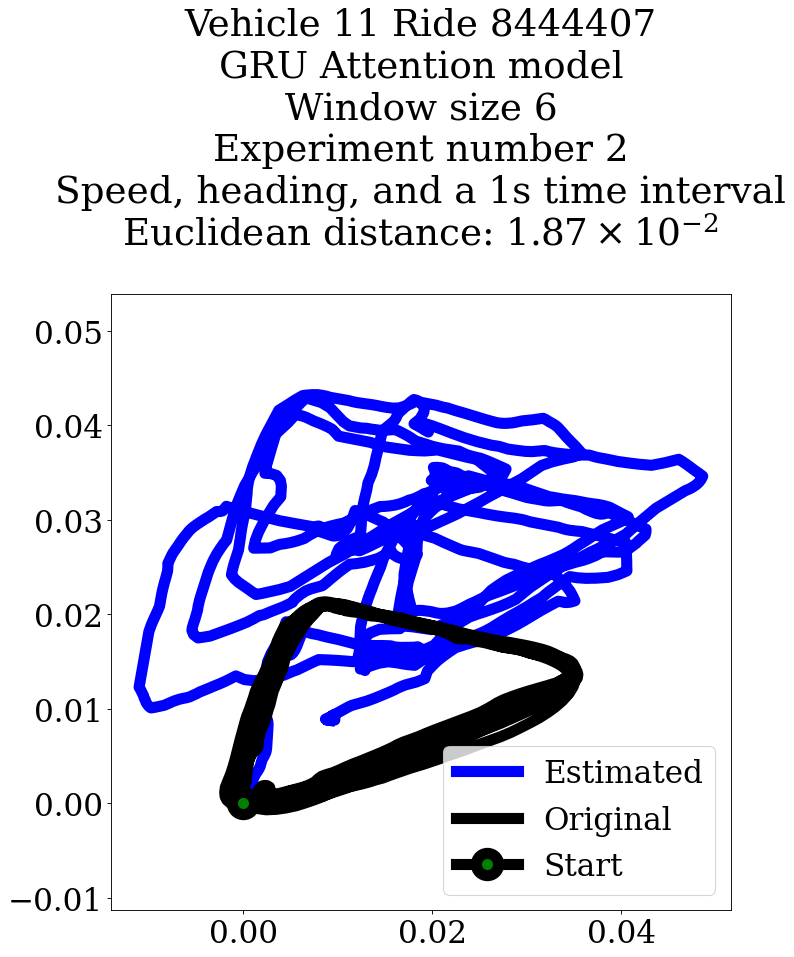 Vehicle 11 Ride 8444407
GRU Attention model
Window size 6
Experiment number 2
Speed, heading, and a 1s time interval
Euclidean distance: 1.87 × 10⁻²
0.05
0.04
0.03
0.02
0.01
0.00
−0.01
Estimated
Original
Start
0.00 0.02 0.04